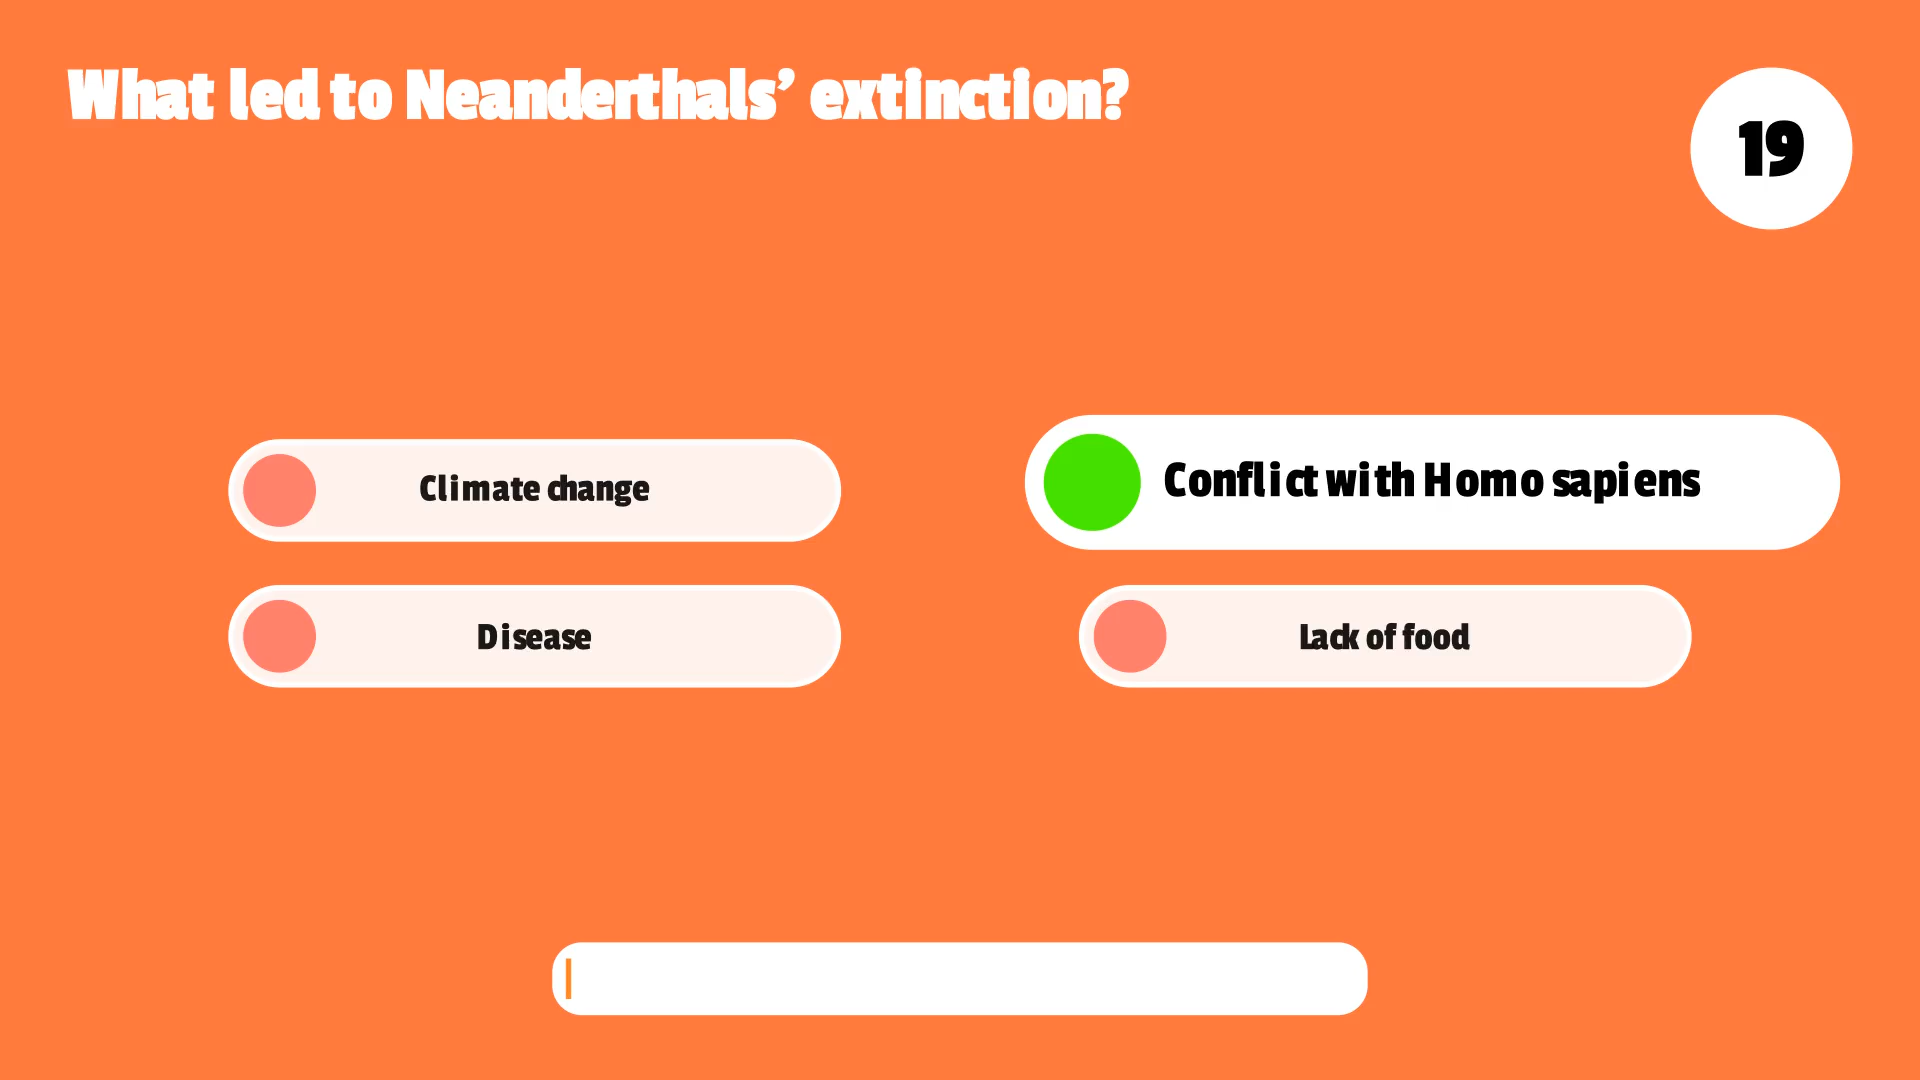 What led to Neanderthals’ extinction?
19
Climate change
Conflict with Homo sapiens
Disease
Lack of food